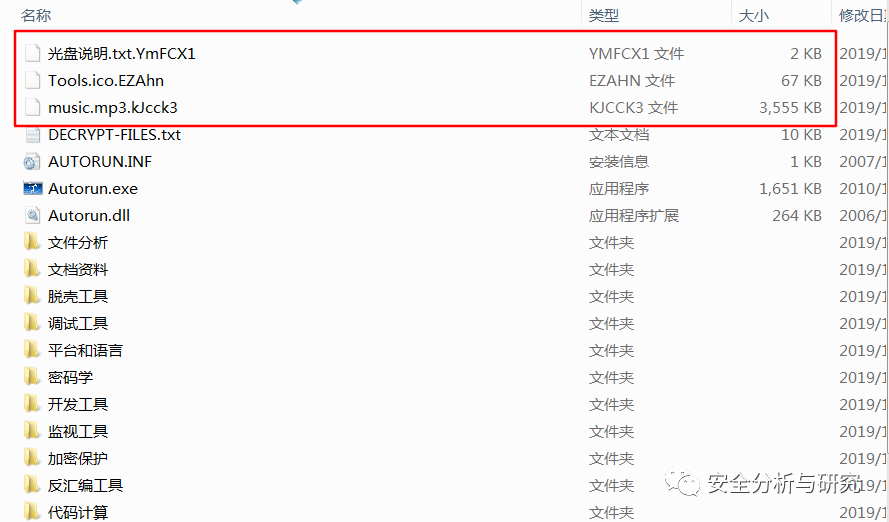 名称 类型 大小 修改日
光盘说明.txt.YmFCX1 YMFCX1 文件 2 KB 2019/1
Tools.ico.EZAhn EZAHN 文件 67 KB 2019/1
music.mp3.kJcck3 KJCCK3 文件 3,555 KB 2019/1
DECRYPT-FILES.txt 文本文档 10 KB 2019/1
AUTORUN.INF 安装信息 1 KB 2007/
Autorun.exe 应用程序 1,651 KB 2010/1
Autorun.dll 应用程序扩展 264 KB 2006/1
文件分析 文件夹 2019/1
文档资料 文件夹 2019/1
脱壳工具 文件夹 2019/1
调试工具 文件夹 2019/1
平台和语言 文件夹 2019/1
密码学 文件夹 2019/1
开发工具 文件夹 2019/1
监视工具 文件夹 2019/1
加密保护 文件夹 2019/1
反汇编工具 文件夹 2019/1
代码计算 文件夹 2019/1
安全分析与研究